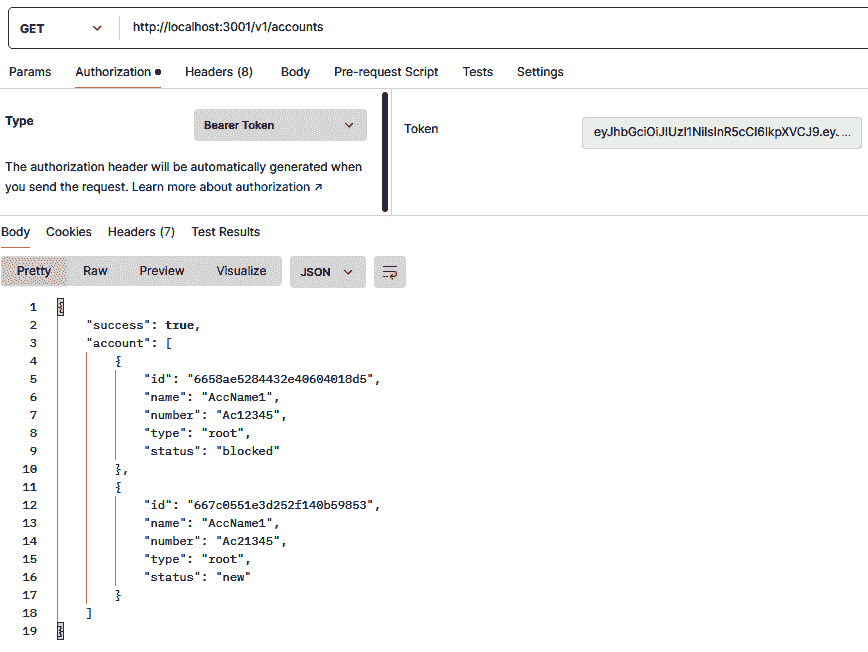 GET http://localhost:3001/v1/accounts
Params Authorization Headers (8) Body Pre-request Script Tests Settings
Type Bearer Token
Token eyJhbGciOiJIUzI1NiIsInR5cCI6IkpXVCJ9.ey. ...
The authorization header will be automatically generated when
you send the request. Learn more about authorization ↗
Body Cookies Headers (7) Test Results
Pretty Raw Preview Visualize JSON
1 {
2 "success": true,
3 "account": [
4 {
5 "id": "6658ae5284432e40604018d5",
6 "name": "AccName1",
7 "number": "Ac12345",
8 "type": "root",
9 "status": "blocked"
10 },
11 {
12 "id": "667c0551e3d252f140b59853",
13 "name": "AccName1",
14 "number": "Ac21345",
15 "type": "root",
16 "status": "new"
17 }
18 ]
19 }